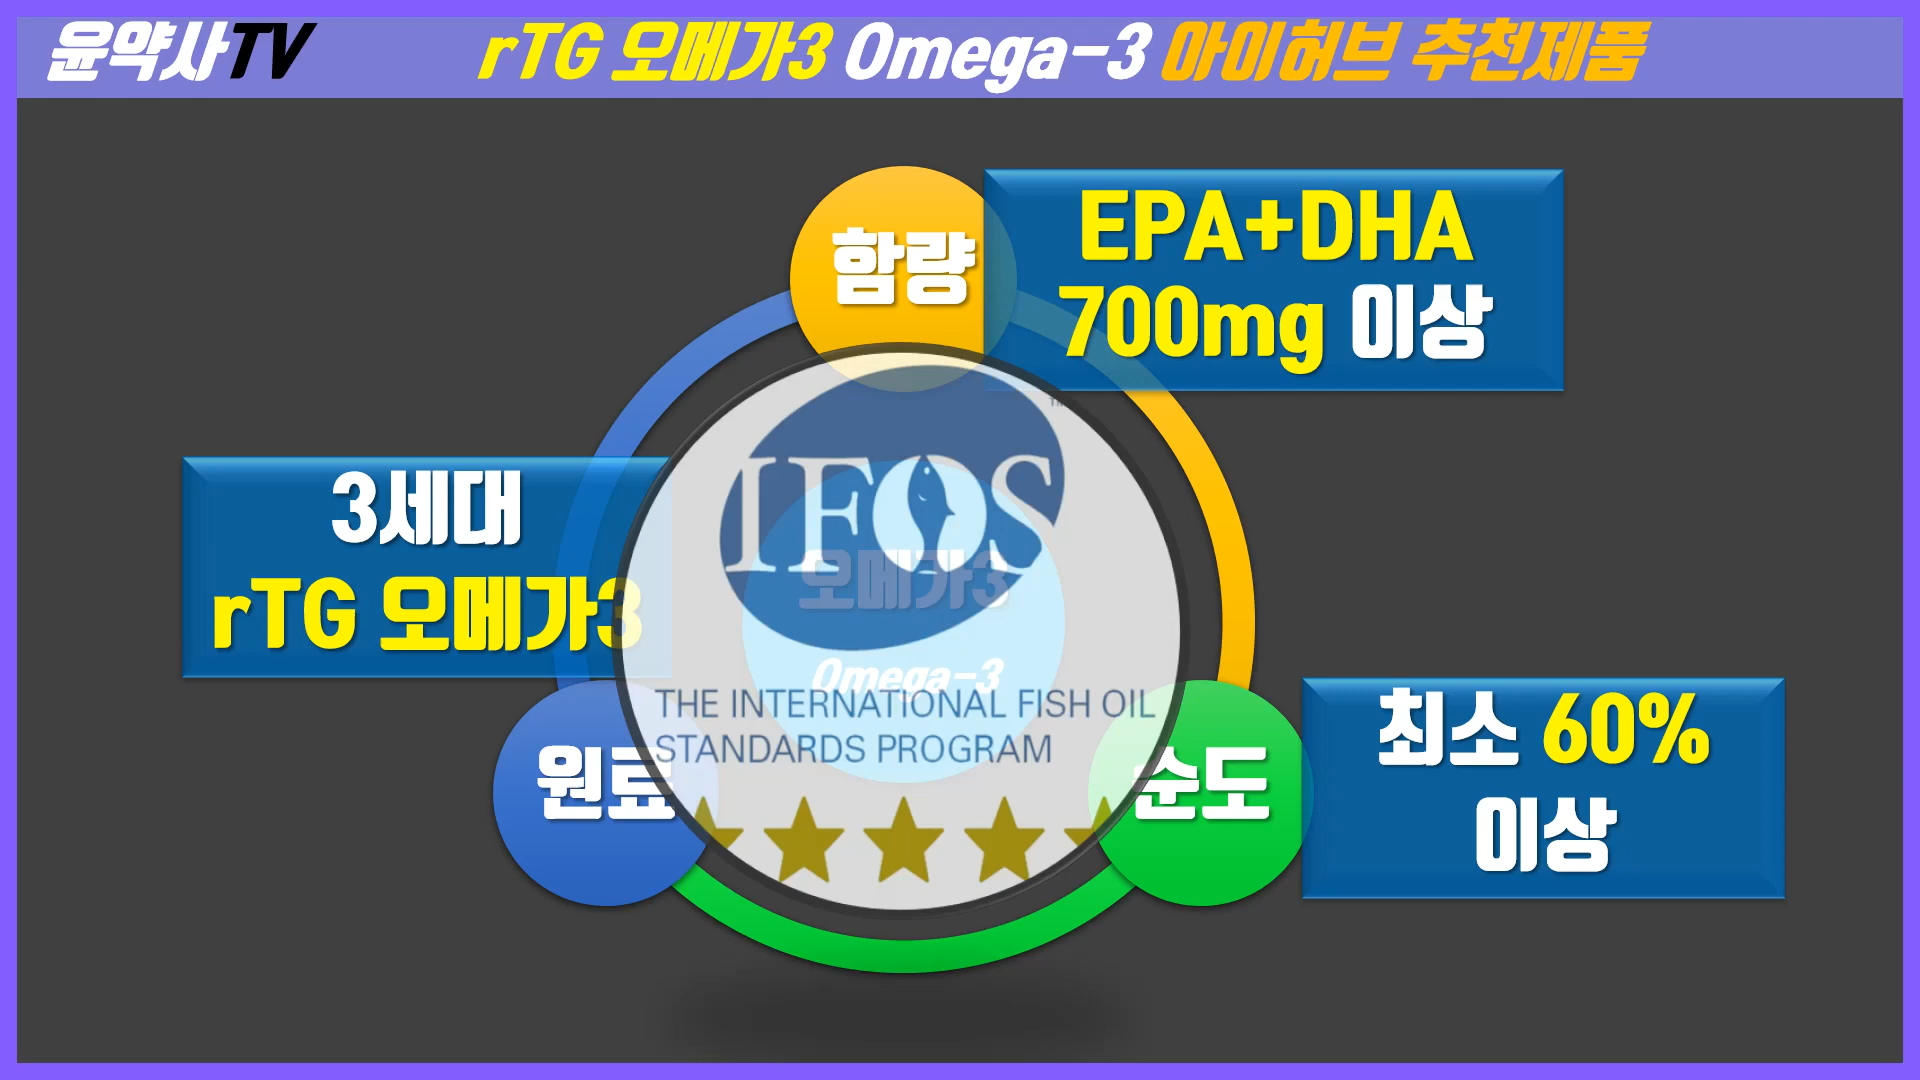 윤약사TV
rTG 오메가3 Omega-3 아이허브 추천제품
함량
EPA+DHA
700mg 이상
3세대
rTG 오메가3
IFOS
TM
오메가3
Omega-3
THE INTERNATIONAL FISH OIL
STANDARDS PROGRAM
원료
순도
최소 60%
이상